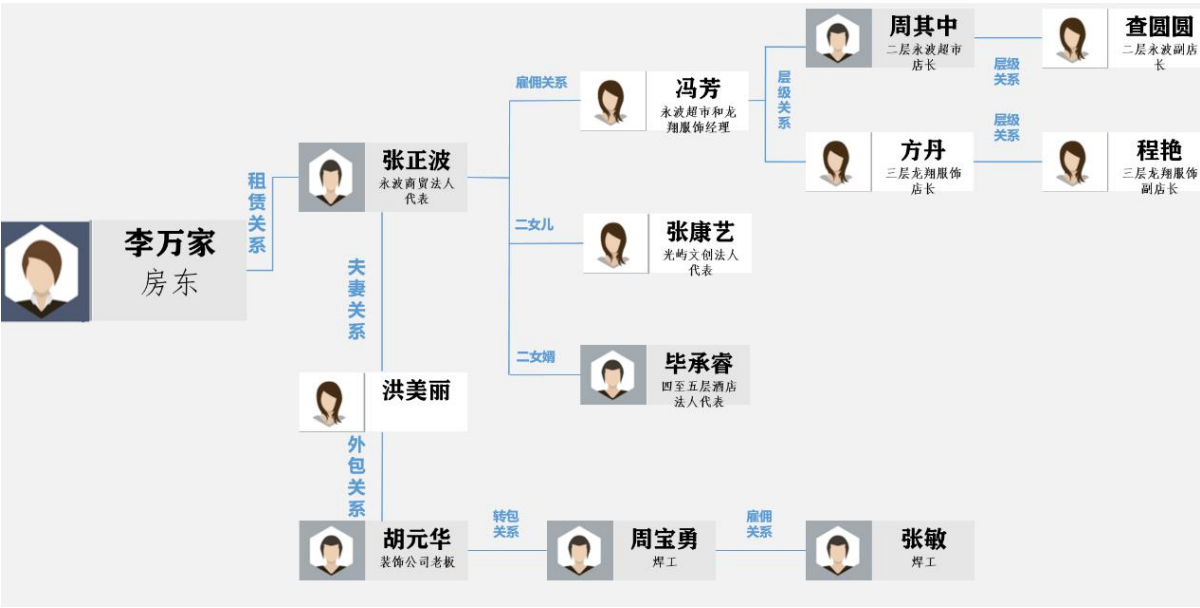 周其中
二层永波超市
店长
层级
关系
查圆圆
二层永波副店
长
雇佣关系
冯芳
永波超市和龙
翔服饰经理
层
级
关
系
层级
关系
方丹
三层龙翔服饰
店长
程艳
三层龙翔服饰
副店长
租
赁
关
系
张正波
永波商贸法人
代表
李万家
房东
二女儿
张康艺
光屿文创法人
代表
夫
妻
关
系
二女婿
毕承睿
四至五层酒店
法人代表
洪美丽
外
包
关
系
胡元华
装饰公司老板
转包
关系
周宝勇
焊工
雇佣
关系
张敏
焊工